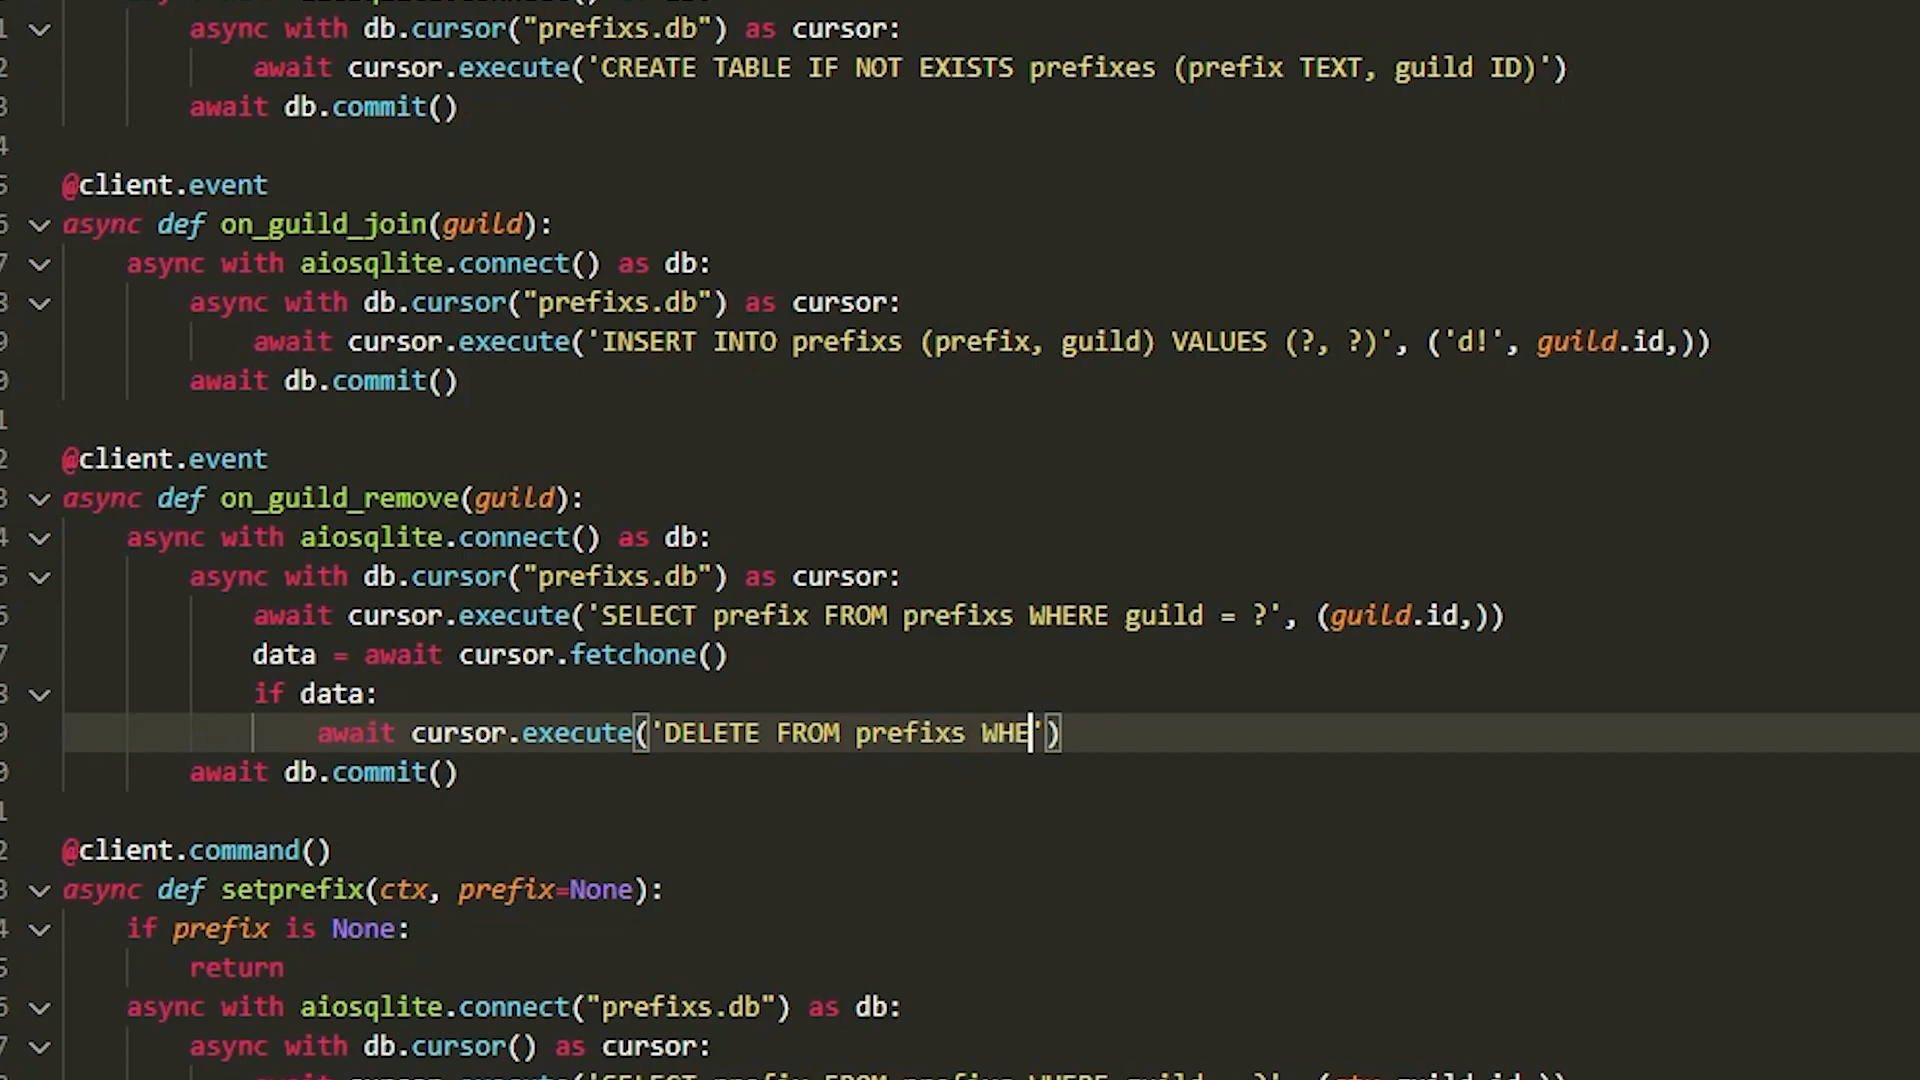 async with db.cursor("prefixs.db") as cursor:
await cursor.execute('CREATE TABLE IF NOT EXISTS prefixes (prefix TEXT, guild ID)')
await db.commit()
@client.event
async def on_guild_join(guild):
async with aiosqlite.connect() as db:
async with db.cursor("prefixs.db") as cursor:
await cursor.execute('INSERT INTO prefixs (prefix, guild) VALUES (?, ?)', ('d!', guild.id,))
await db.commit()
@client.event
async def on_guild_remove(guild):
async with aiosqlite.connect() as db:
async with db.cursor("prefixs.db") as cursor:
await cursor.execute('SELECT prefix FROM prefixs WHERE guild = ?', (guild.id,))
data = await cursor.fetchone()
if data:
await cursor.execute('DELETE FROM prefixs WHE')
await db.commit()
@client.command()
async def setprefix(ctx, prefix=None):
if prefix is None:
return
async with aiosqlite.connect("prefixs.db") as db:
async with db.cursor() as cursor: